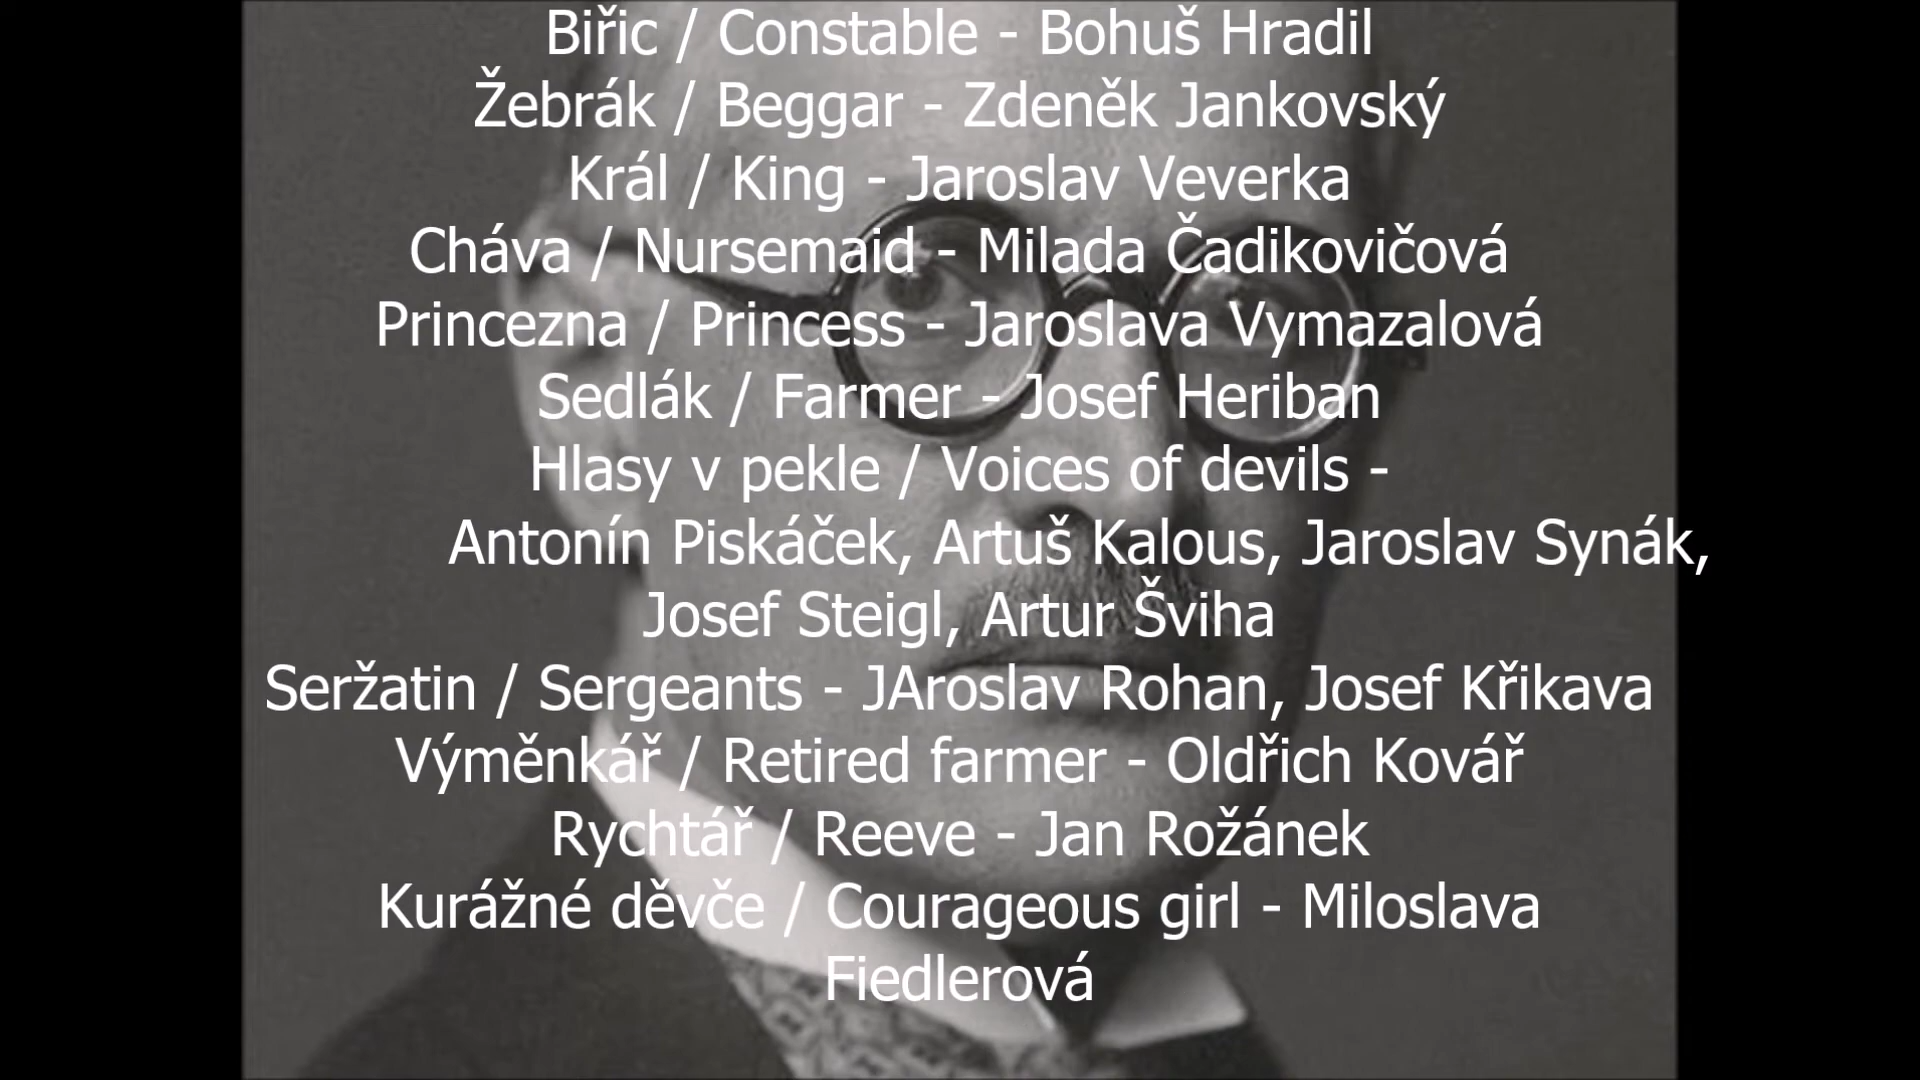 Biřic / Constable - Bohuš Hradil
Žebrák / Beggar - Zdeněk Jankovský
Král / King - Jaroslav Veverka
Cháva / Nursemaid - Milada Čadikovičová
Princezna / Princess - Jaroslava Vymazalová
Sedlák / Farmer - Josef Heriban
Hlasy v pekle / Voices of devils -
Antonín Piskáček, Artuš Kalous, Jaroslav Synák,
Josef Steigl, Artur Šviha
Seržatin / Sergeants - JAroslav Rohan, Josef Křikava
Výměnkář / Retired farmer - Oldřich Kovář
Rychtář / Reeve - Jan Rožánek
Kurážné děvče / Courageous girl - Miloslava
Fiedlerová